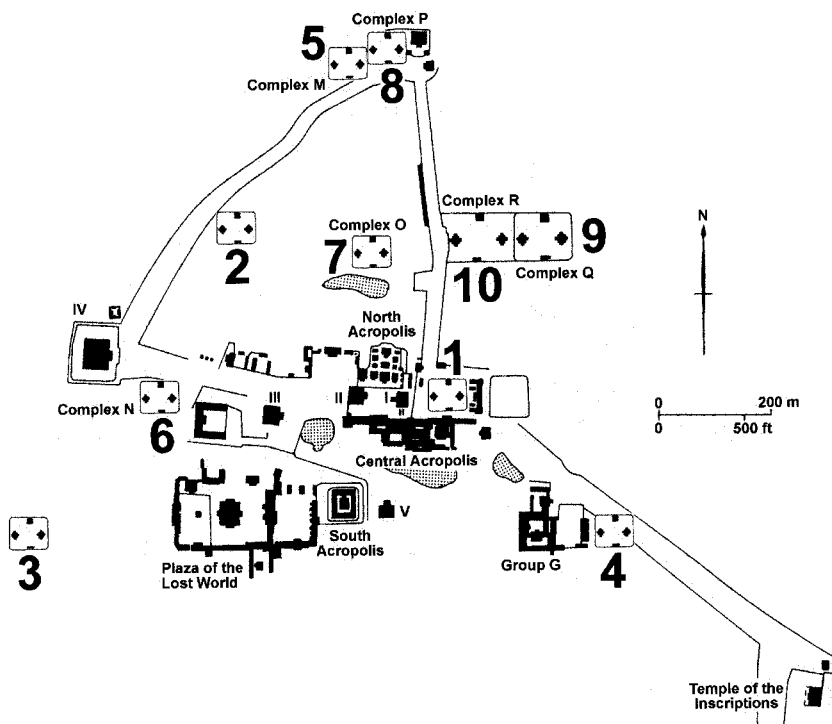 Complex P
5
Complex M
8
Complex R
Complex O
2
7
9
10
Complex Q
N
IV
North
Acropolis
1
III
II
I
Complex N
6
0 200 m
0 500 ft
Central Acropolis
V
South
Acropolis
3
Plaza of the
Lost World
Group G
4
Temple of the
Inscriptions